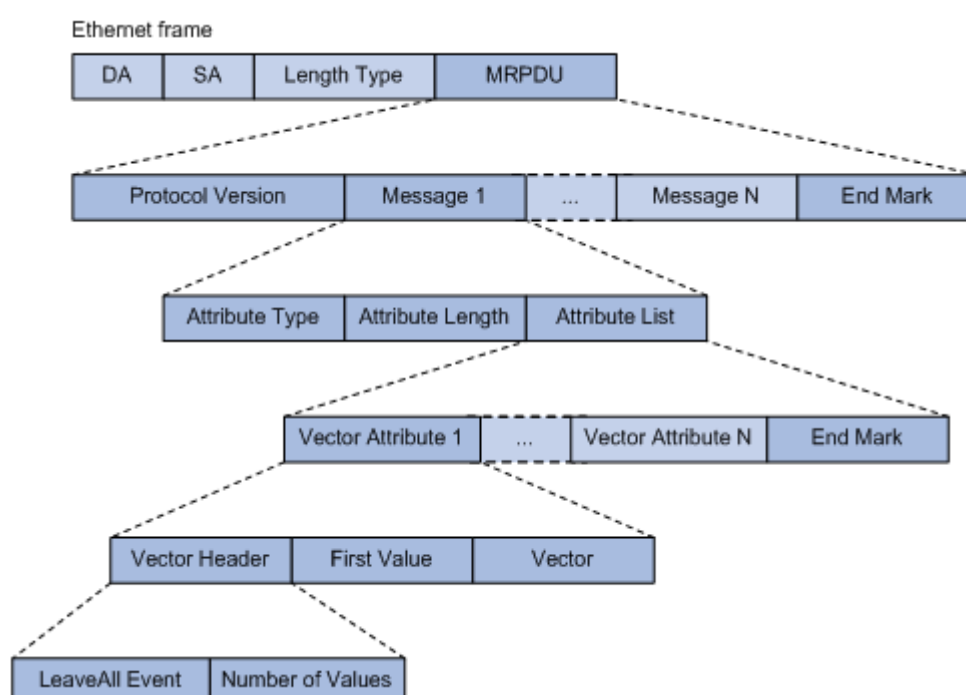 Ethernet frame
DA SA Length Type MRPDU
Protocol Version Message 1 ... Message N End Mark
Attribute Type Attribute Length Attribute List
Vector Attribute 1 ... Vector Attribute N End Mark
Vector Header First Value Vector
LeaveAll Event Number of Values